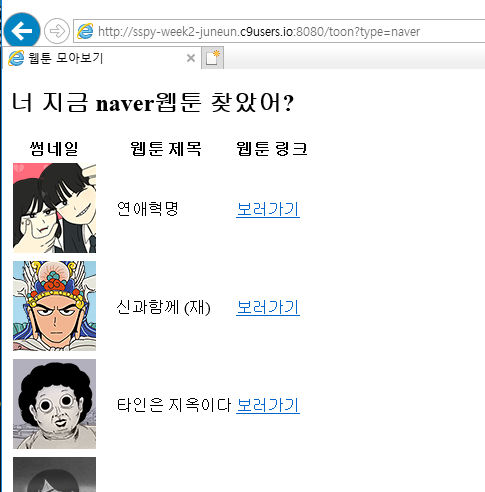 http://sspy-week2-juneun.c9users.io:8080/toon?type=naver
웹툰 모아보기
너 지금 naver웹툰 찾았어?
썸네일 웹툰 제목 웹툰 링크
연애혁명 보러가기
신과함께 (재) 보러가기
타인은 지옥이다 보러가기